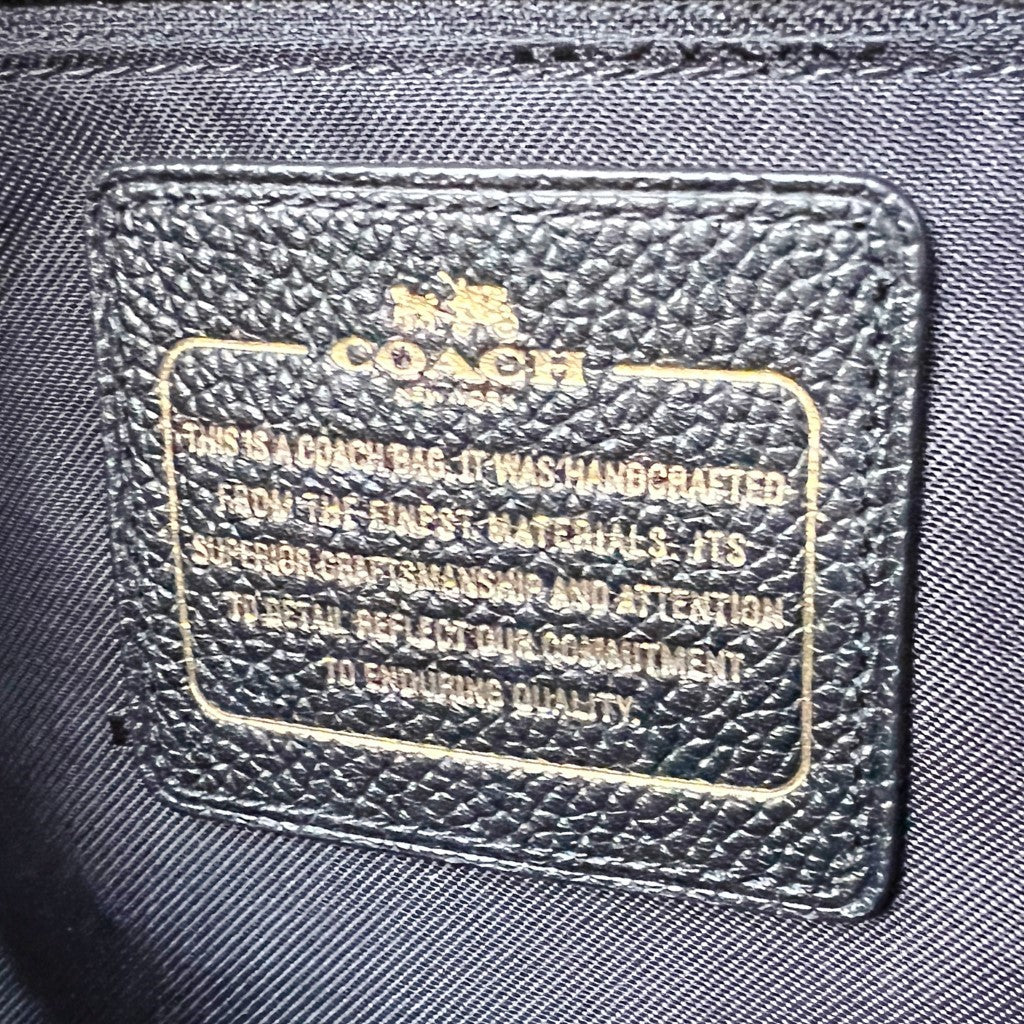 COACH
NEW YORK
THIS IS A COACH BAG. IT WAS HANDCRAFTED
FROM THE FINEST MATERIALS. ITS
SUPERIOR CRAFTSMANSHIP AND ATTENTION
TO DETAIL REFLECT OUR COMMITMENT
TO ENDURING QUALITY.